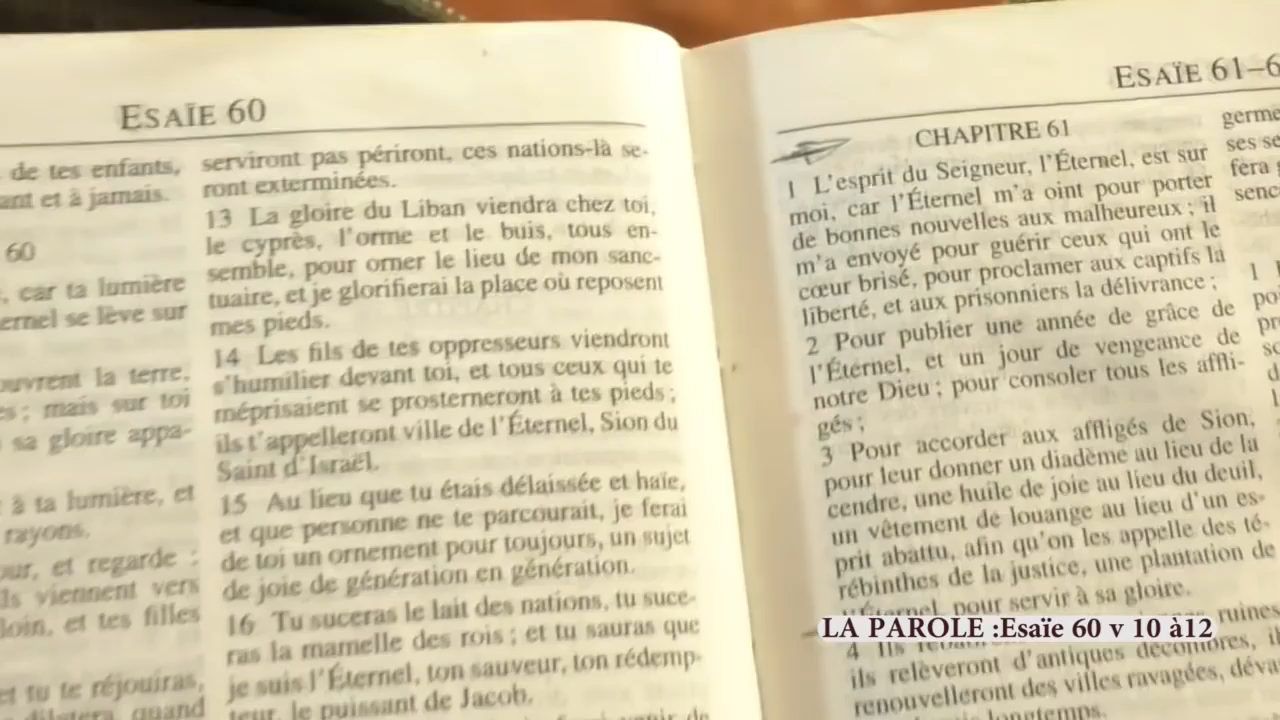 ESAÏE 60
de tes enfants,
ant et à jamais.
60
, car ta lumière
ernel se lève sur
ouvrent la terre,
es ; mais sur toi
sa gloire appa-
à ta lumière, et
rayons.
our, et regarde :
ls viennent vers
loin, et tes filles
et tu te réjouiras,
quand
serviront pas périront, ces nations-là se-
ront exterminées.
13 La gloire du Liban viendra chez toi,
le cyprès, l'orme et le buis, tous en-
semble, pour orner le lieu de mon sanc-
tuaire, et je glorifierai la place où reposent
mes pieds.
14 Les fils de tes oppresseurs viendront
s'humilier devant toi, et tous ceux qui te
méprisaient se prosterneront à tes pieds ;
ils t'appelleront ville de l'Éternel, Sion du
Saint d'Israël.
15 Au lieu que tu étais délaissée et haïe,
et que personne ne te parcourait, je ferai
de toi un ornement pour toujours, un sujet
de joie de génération en génération.
16 Tu suceras le lait des nations, tu suce-
ras la mamelle des rois ; et tu sauras que
je suis l'Éternel, ton sauveur, ton rédemp-
teur, le puissant de Jacob.
ESAÏE 61–6
CHAPITRE 61
1 L'esprit du Seigneur, l'Éternel, est sur
moi, car l'Éternel m'a oint pour porter
de bonnes nouvelles aux malheureux ; il
m'a envoyé pour guérir ceux qui ont le
cœur brisé, pour proclamer aux captifs la
liberté, et aux prisonniers la délivrance ;
2 Pour publier une année de grâce de
l'Éternel, et un jour de vengeance de
notre Dieu ; pour consoler tous les affli-
gés ;
3 Pour accorder aux affligés de Sion,
pour leur donner un diadème au lieu de la
cendre, une huile de joie au lieu du deuil,
un vêtement de louange au lieu d'un es-
prit abattu, afin qu'on les appelle des té-
rébinthes de la justice, une plantation de
l'Éternel, pour servir à sa gloire.
4 Ils ruines,
ils relèveront d'antiques décombres, il
renouvelleront des villes ravagées, déva
longtemps.
germe
ses se
fera
senc
1
poi
pr
so
d
LA PAROLE :Esaïe 60 v 10 à12